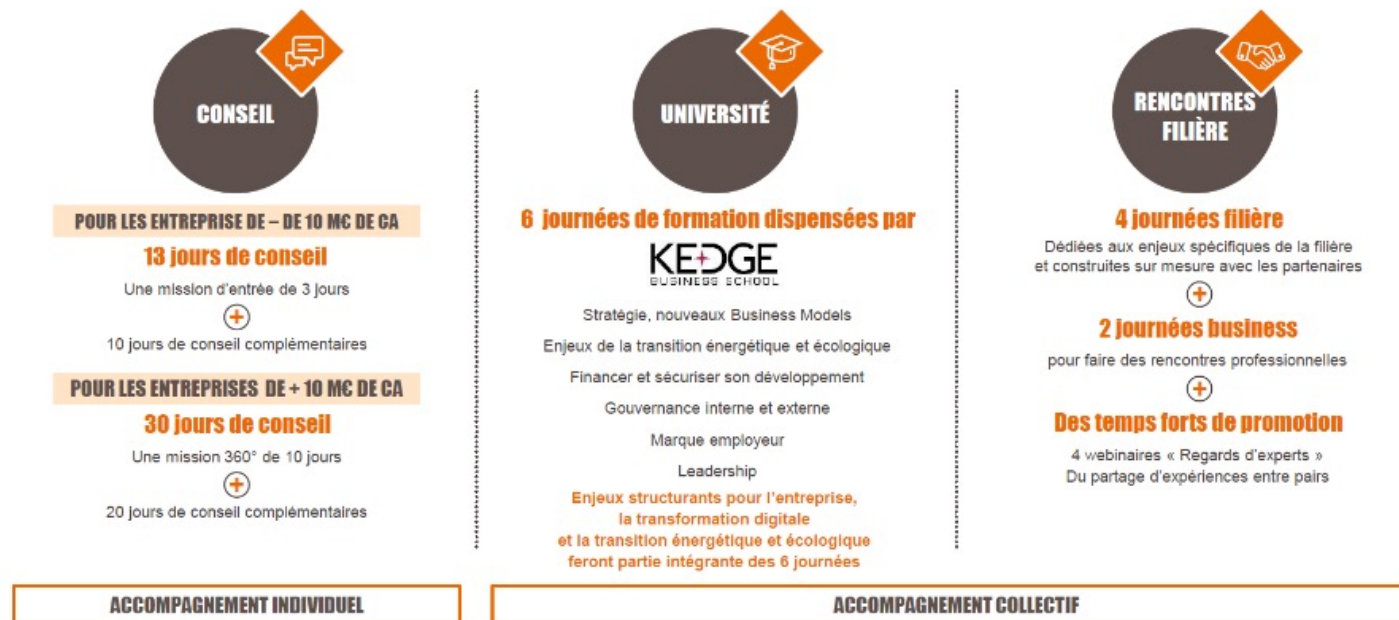 CONSEIL
POUR LES ENTREPRISE DE – DE 10 M€ DE CA
13 jours de conseil
Une mission d'entrée de 3 jours
+
10 jours de conseil complémentaires
POUR LES ENTREPRISES DE + 10 M€ DE CA
30 jours de conseil
Une mission 360° de 10 jours
+
20 jours de conseil complémentaires
ACCOMPAGNEMENT INDIVIDUEL
UNIVERSITÉ
6 journées de formation dispensées par
KEDGE
BUSINESS SCHOOL
Stratégie, nouveaux Business Models
Enjeux de la transition énergétique et écologique
Financer et sécuriser son développement
Gouvernance interne et externe
Marque employeur
Leadership
Enjeux structurants pour l'entreprise,
la transformation digitale
et la transition énergétique et écologique
feront partie intégrante des 6 journées
RENCONTRES
FILIÈRE
4 journées filière
Dédiées aux enjeux spécifiques de la filière
et construites sur mesure avec les partenaires
+
2 journées business
pour faire des rencontres professionnelles
+
Des temps forts de promotion
4 webinaires « Regards d'experts »
Du partage d'expériences entre pairs
ACCOMPAGNEMENT COLLECTIF